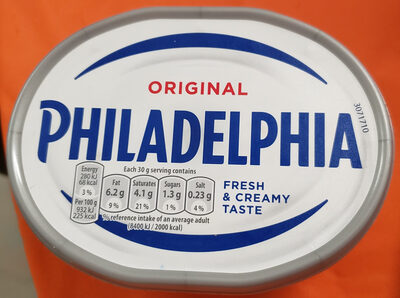 ORIGINAL
PHILADELPHIA
3071710
Each 30 g serving contains
Energy
280 kJ
68 kcal
3 %
Per 100 g
932 kJ
225 kcal
Fat
6.2 g
9 %
Saturates
4.1 g
21 %
Sugars
1.3 g
1 %
Salt
0.23 g
4 %
% reference intake of an average adult
(8400 kJ / 2000 kcal)
FRESH
& CREAMY
TASTE